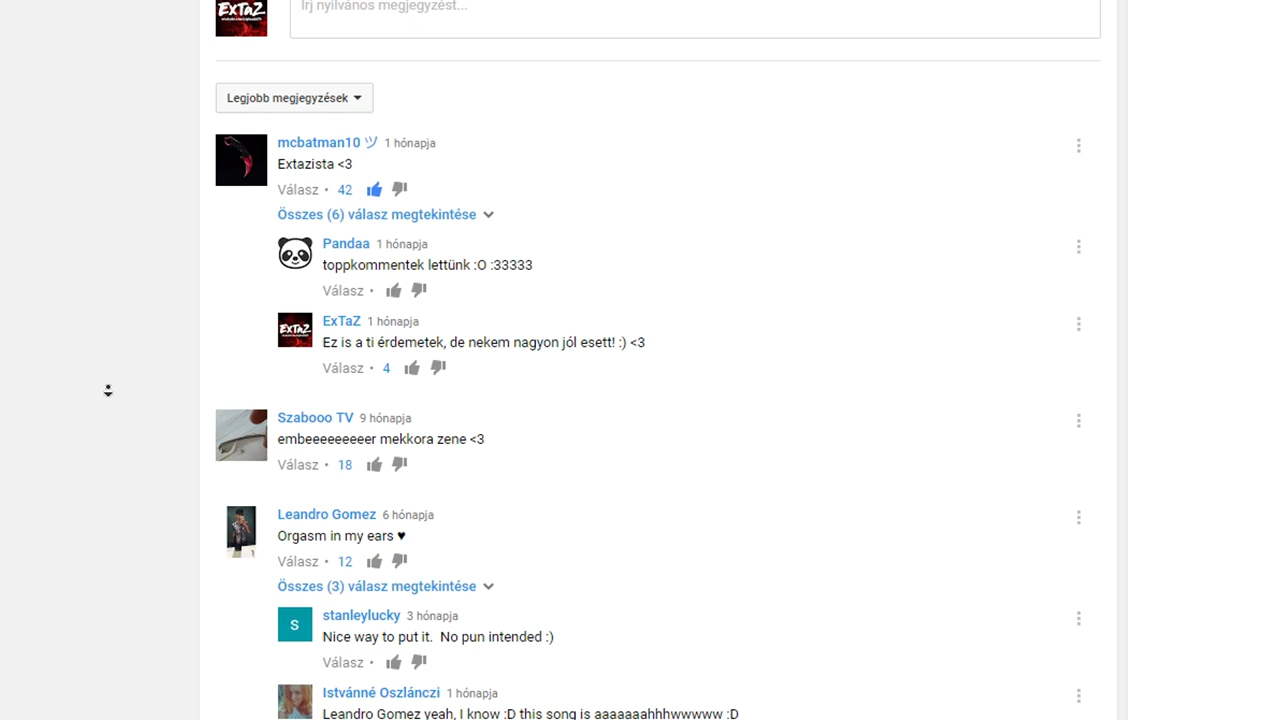 ExTaZ
Írj nyilvános megjegyzést...
Legjobb megjegyzések
mcbatman10 ツ 1 hónapja
Extazista <3
Válasz • 42
Összes (6) válasz megtekintése
Pandaa 1 hónapja
toppkommentek lettünk :O :33333
Válasz •
ExTaZ
ExTaZ 1 hónapja
Ez is a ti érdemetek, de nekem nagyon jól esett! :) <3
Válasz • 4
Szabooo TV 9 hónapja
embeeeeeeeeer mekkora zene <3
Válasz • 18
Leandro Gomez 6 hónapja
Orgasm in my ears ♥
Válasz • 12
Összes (3) válasz megtekintése
S
stanleylucky 3 hónapja
Nice way to put it.  No pun intended :)
Válasz •
Istvánné Oszlánczi 1 hónapja
Leandro Gomez yeah, I know :D this song is aaaaaaahhhwwwww :D